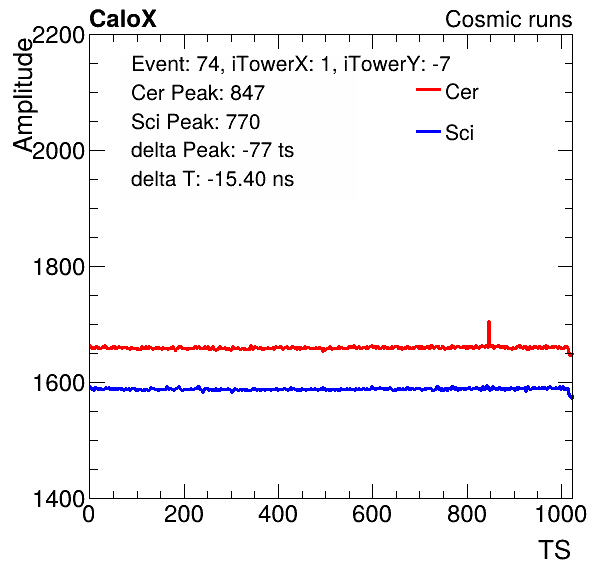 CaloX Cosmic runs
Amplitude
2200
2000
1800
1600
1400
Event: 74, iTowerX: 1, iTowerY: -7
Cer Peak: 847
Sci Peak: 770
delta Peak: -77 ts
delta T: -15.40 ns
Cer
Sci
0 200 400 600 800 1000
TS